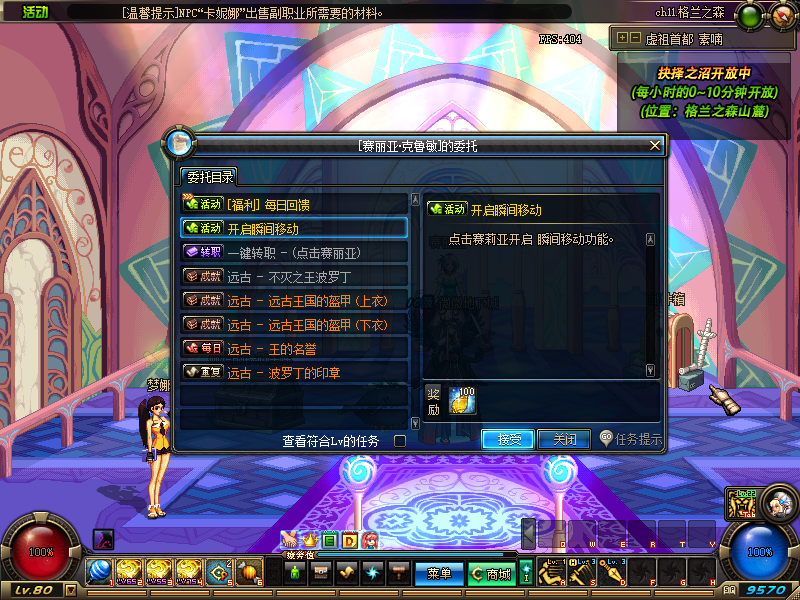 活动
[温馨提示]NPC“卡妮娜”出售副职业所需要的材料。
ch11.格兰之森
FPS:404
虚祖首都 素喃
抉择之沼开放中
(每小时的0~10分钟开放)
(位置: 格兰之森山麓)
[赛丽亚·克鲁敏]的委托
委托目录
活动 [福利] 每日回馈
活动 开启瞬间移动
转职 一键转职 - (点击赛丽亚)
成就 远古 - 不灭之王波罗丁
成就 远古 - 远古王国的盔甲 (上衣)
成就 远古 - 远古王国的盔甲 (下衣)
每日 远古 - 王的名誉
重复 远古 - 波罗丁的印章
活动 开启瞬间移动
点击赛莉亚开启 瞬间移动功能。
奖励
100
查看符合Lv的任务
接受
关闭
GO 任务提示
梦娜
箱
疲劳值
100%
100%
菜单
商城
Q W E R T Y
A S D F G H
Lv.80
SP 9570